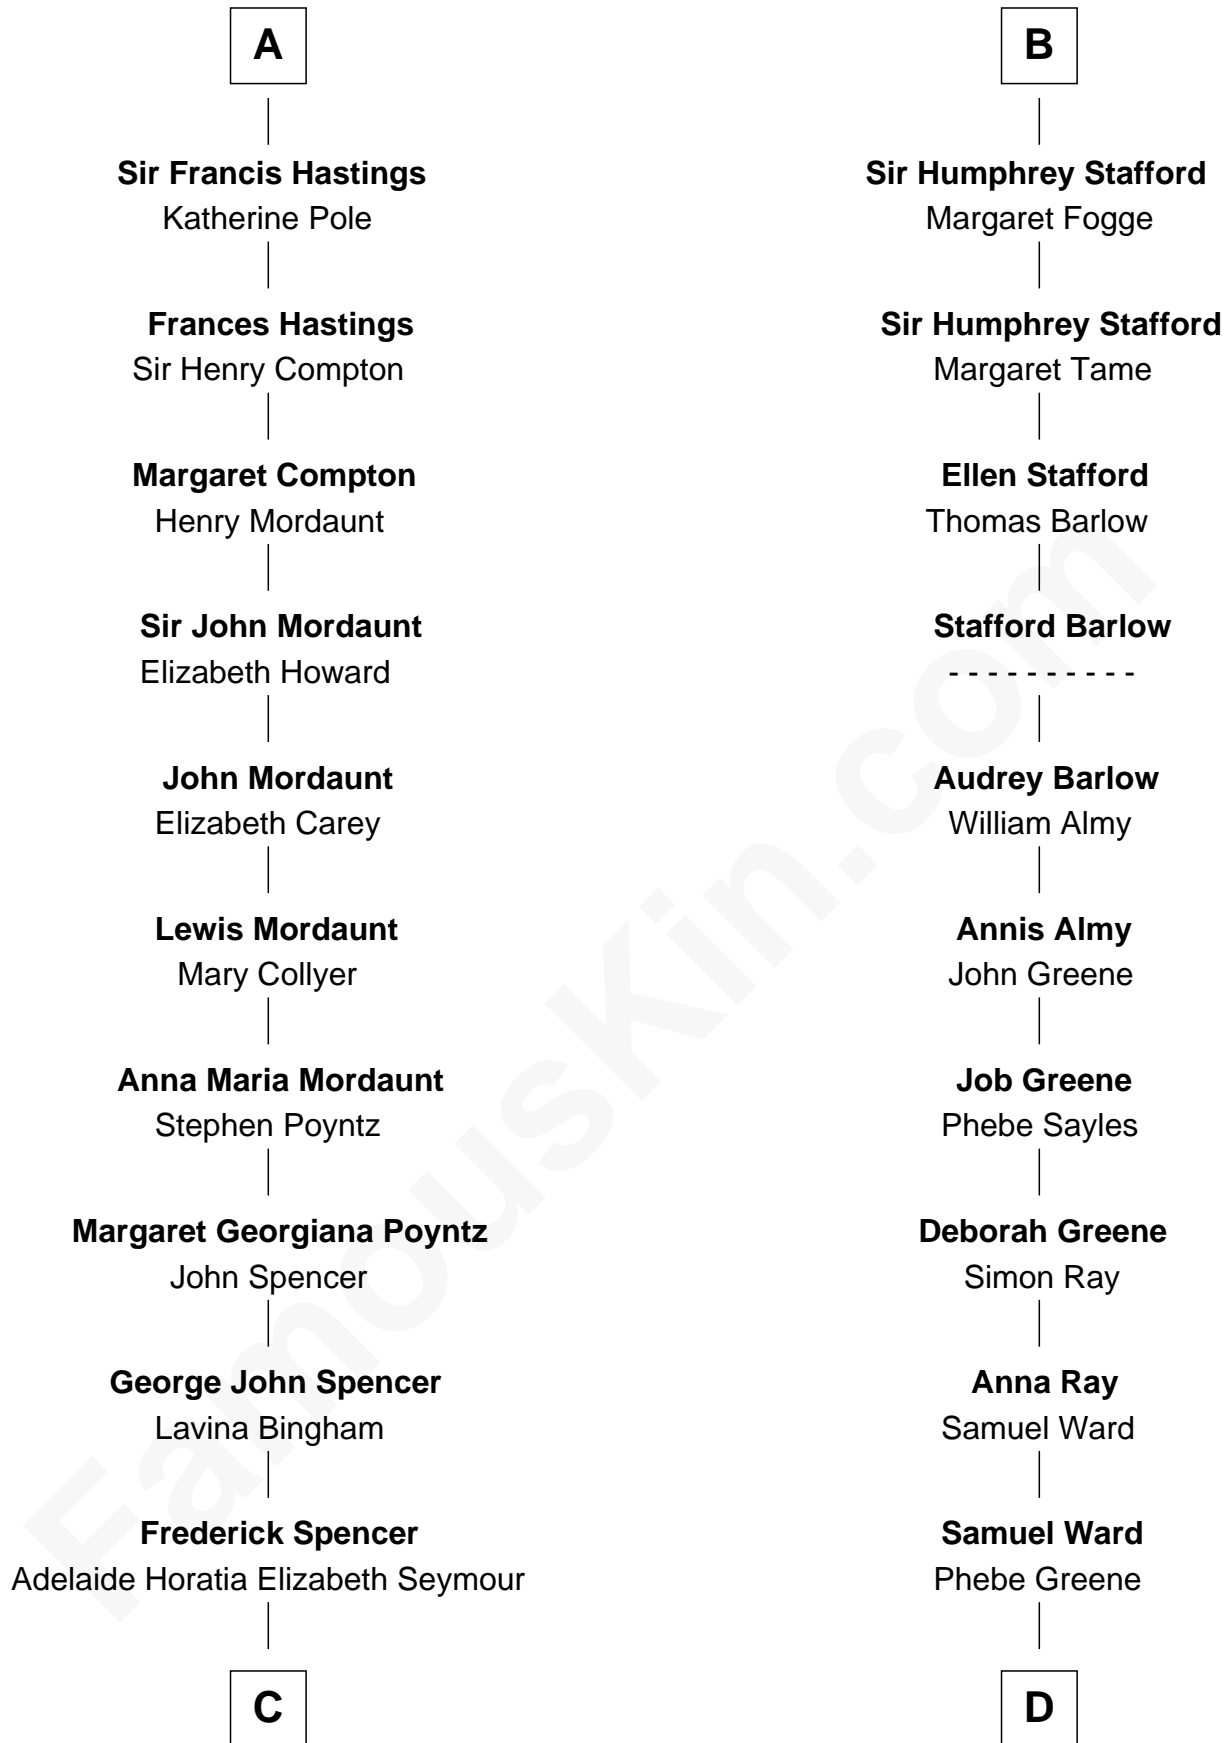 A
Sir Francis Hastings
Katherine Pole
Frances Hastings
Sir Henry Compton
Margaret Compton
Henry Mordaunt
Sir John Mordaunt
Elizabeth Howard
John Mordaunt
Elizabeth Carey
Lewis Mordaunt
Mary Collyer
Anna Maria Mordaunt
Stephen Poyntz
Margaret Georgiana Poyntz
John Spencer
George John Spencer
Lavina Bingham
Frederick Spencer
Adelaide Horatia Elizabeth Seymour
C
B
Sir Humphrey Stafford
Margaret Fogge
Sir Humphrey Stafford
Margaret Tame
Ellen Stafford
Thomas Barlow
Stafford Barlow
- - - - - - - - - -
Audrey Barlow
William Almy
Annis Almy
John Greene
Job Greene
Phebe Sayles
Deborah Greene
Simon Ray
Anna Ray
Samuel Ward
Samuel Ward
Phebe Greene
D
FamousKin.com